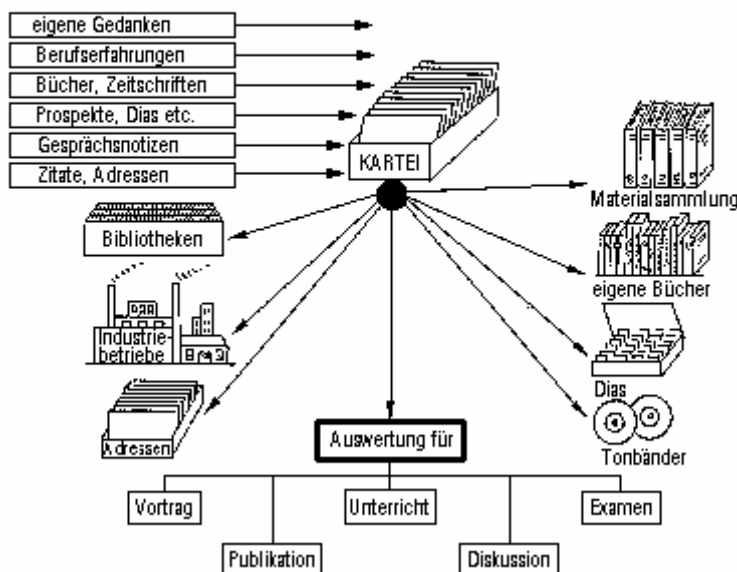 eigene Gedanken
Berufserfahrungen
Bücher, Zeitschriften
Prospekte, Dias etc.
Gesprächsnotizen
Zitate, Adressen
KARTEI
Materialsammlung
Bibliotheken
eigene Bücher
Industrie-
betriebe
Dias
Adressen
Tonbänder
Auswertung für
Vortrag
Unterricht
Examen
Publikation
Diskussion